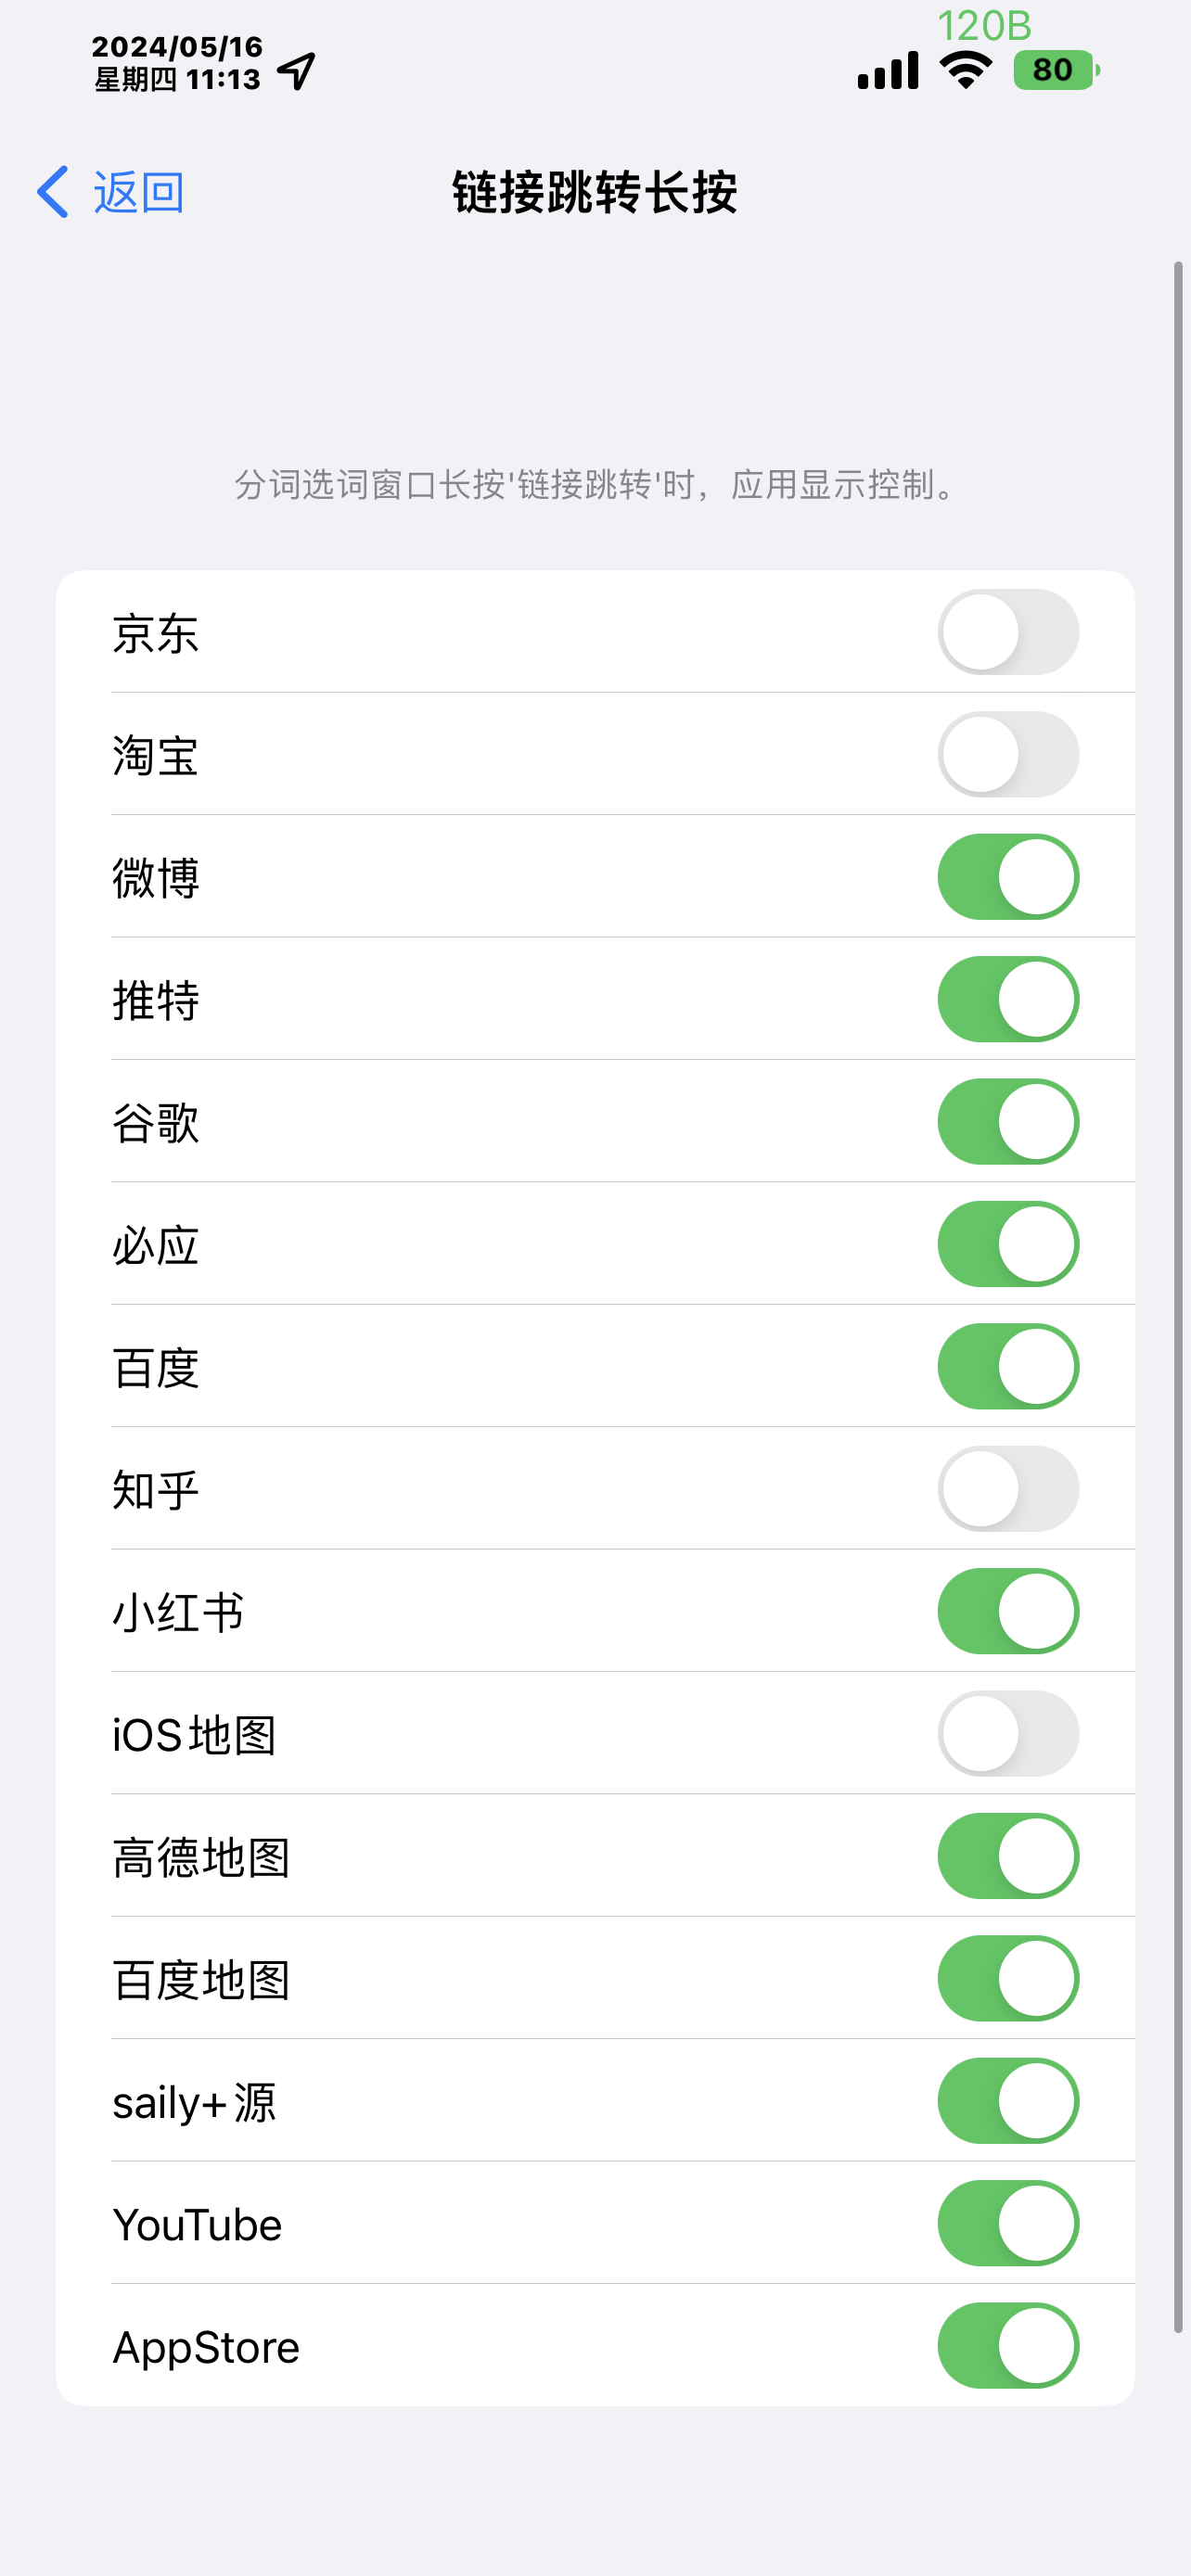 120B
2024/05/16
星期四 11:13
80
返回
链接跳转长按
分词选词窗口长按'链接跳转'时，应用显示控制。
京东
淘宝
微博
推特
谷歌
必应
百度
知乎
小红书
iOS地图
高德地图
百度地图
saily+源
YouTube
AppStore